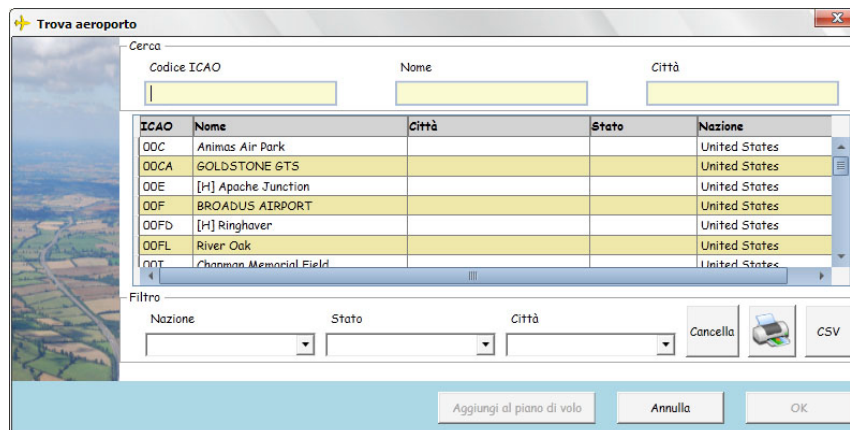 Trova aeroporto
Cerca
Codice ICAO Nome Città
ICAO Nome Città Stato Nazione
00C Animas Air Park United States
00CA GOLDSTONE GTS United States
00E [H] Apache Junction United States
00F BROADUS AIRPORT United States
00FD [H] Ringhaver United States
00FL River Oak United States
00I Chapman Memorial Field United States
Filtro
Nazione Stato Città
Cancella CSV
Aggiungi al piano di volo Annulla OK